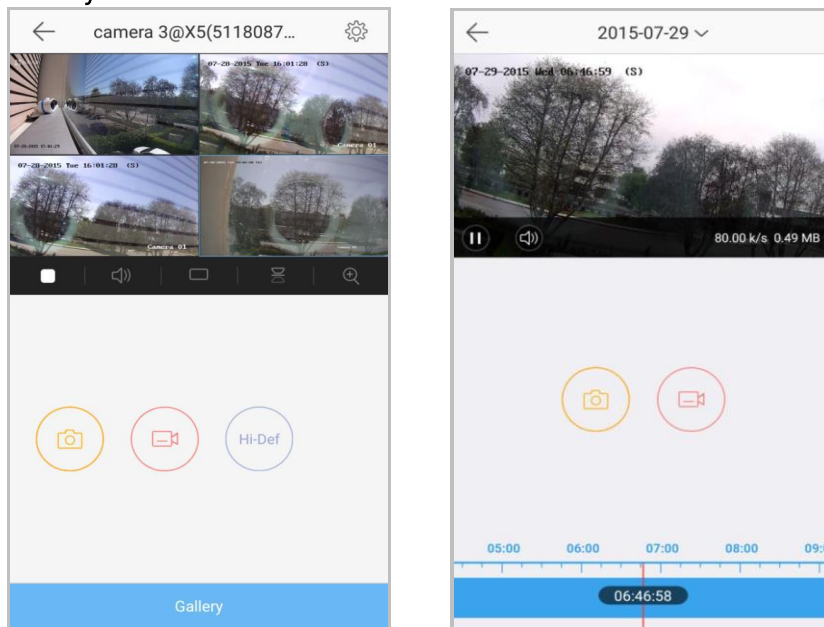 camera 3@X5(5118087...
07-28-2015 Tue 16:01:28 (S)
Camera 01
07-28-2015 Tue 16:01:28 (S)
Camera 01
Hi-Def
Gallery
2015-07-29
07-29-2015 Wed 06:46:59 (S)
80.00 k/s 0.49 MB
05:00 06:00 07:00 08:00
06:46:58